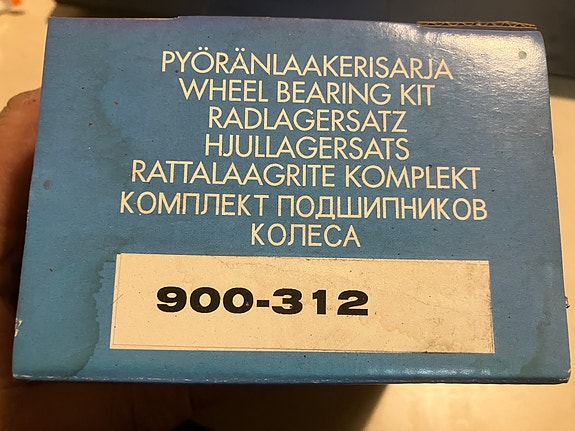 PYÖRÄNLAAKERISARJA
WHEEL BEARING KIT
RADLAGERSATZ
HJULLAGERSATS
RATTALAAGRITE KOMPLEKT
КОМПЛЕКТ ПОДШИПНИКОВ
КОЛЕСА
900-312